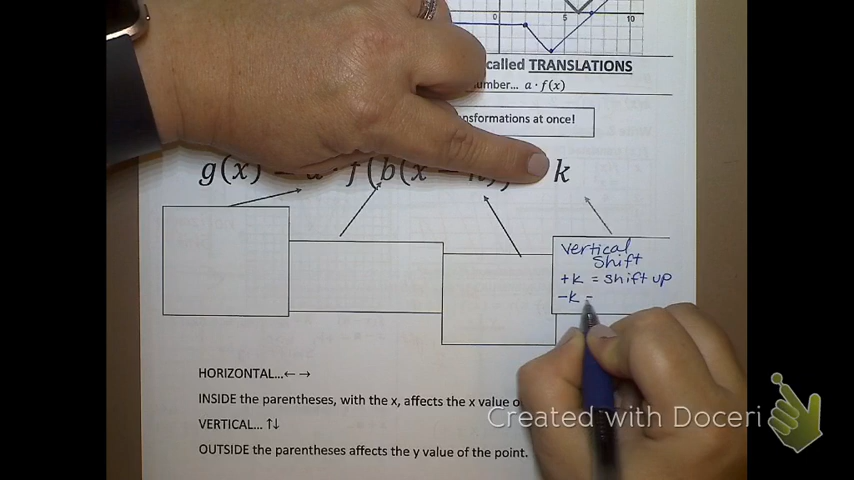 0 5 10
called TRANSLATIONS
number... a · f(x)
nsformations at once!
g(x) = a · f(b(x − h)) k
Vertical
Shift
+k = shift up
-k =
HORIZONTAL...← →
INSIDE the parentheses, with the x, affects the x value o
VERTICAL... ↑↓
OUTSIDE the parentheses affects the y value of the point.
Created with Doceri